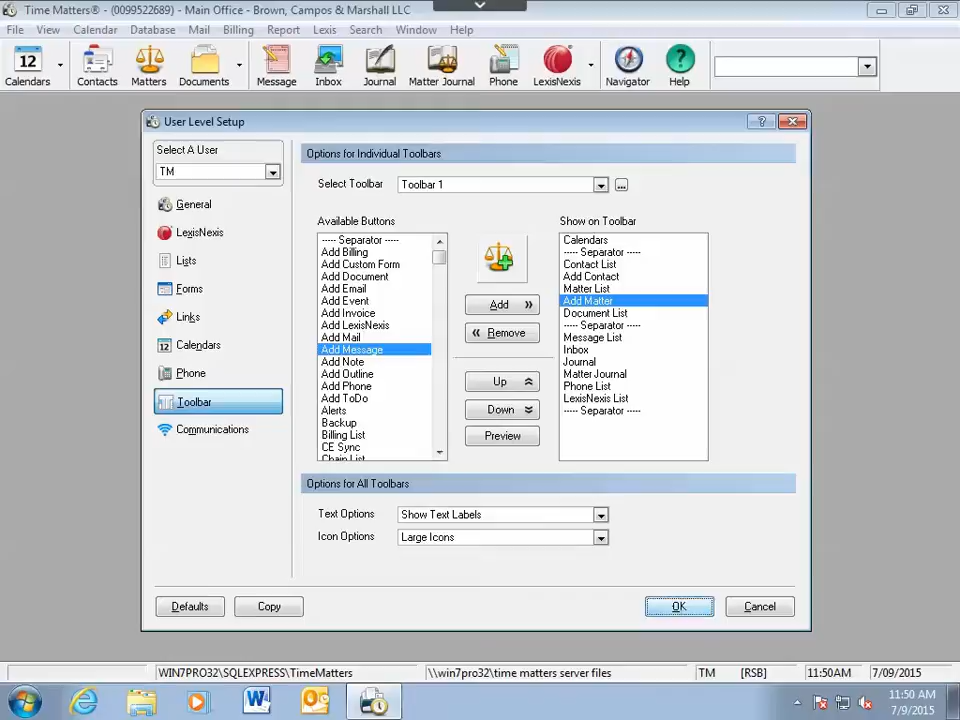 Time Matters® - (0099522689) - Main Office - Brown, Campos & Marshall LLC
File View Calendar Database Mail Billing Report Lexis Search Window Help
12
Calendars Contacts Matters Documents Message Inbox Journal Matter Journal Phone LexisNexis Navigator Help
User Level Setup
Select A User
TM
General
LexisNexis
Lists
Forms
Links
12 Calendars
Phone
Toolbar
Communications
Options for Individual Toolbars
Select Toolbar Toolbar 1 ...
Available Buttons
----- Separator -----
Add Billing
Add Custom Form
Add Document
Add Email
Add Event
Add Invoice
Add LexisNexis
Add Mail
Add Message
Add Note
Add Outline
Add Phone
Add ToDo
Alerts
Backup
Billing List
CE Sync
Chain List
Add »
« Remove
Up
Down
Preview
Show on Toolbar
Calendars
----- Separator -----
Contact List
Add Contact
Matter List
Add Matter
Document List
----- Separator -----
Message List
Inbox
Journal
Matter Journal
Phone List
LexisNexis List
----- Separator -----
Options for All Toolbars
Text Options Show Text Labels
Icon Options Large Icons
Defaults Copy OK Cancel
WIN7PRO32\SQLEXPRESS\TimeMatters \\win7pro32\time matters server files TM [RSB] 11:50AM 7/09/2015
11:50 AM
7/9/2015